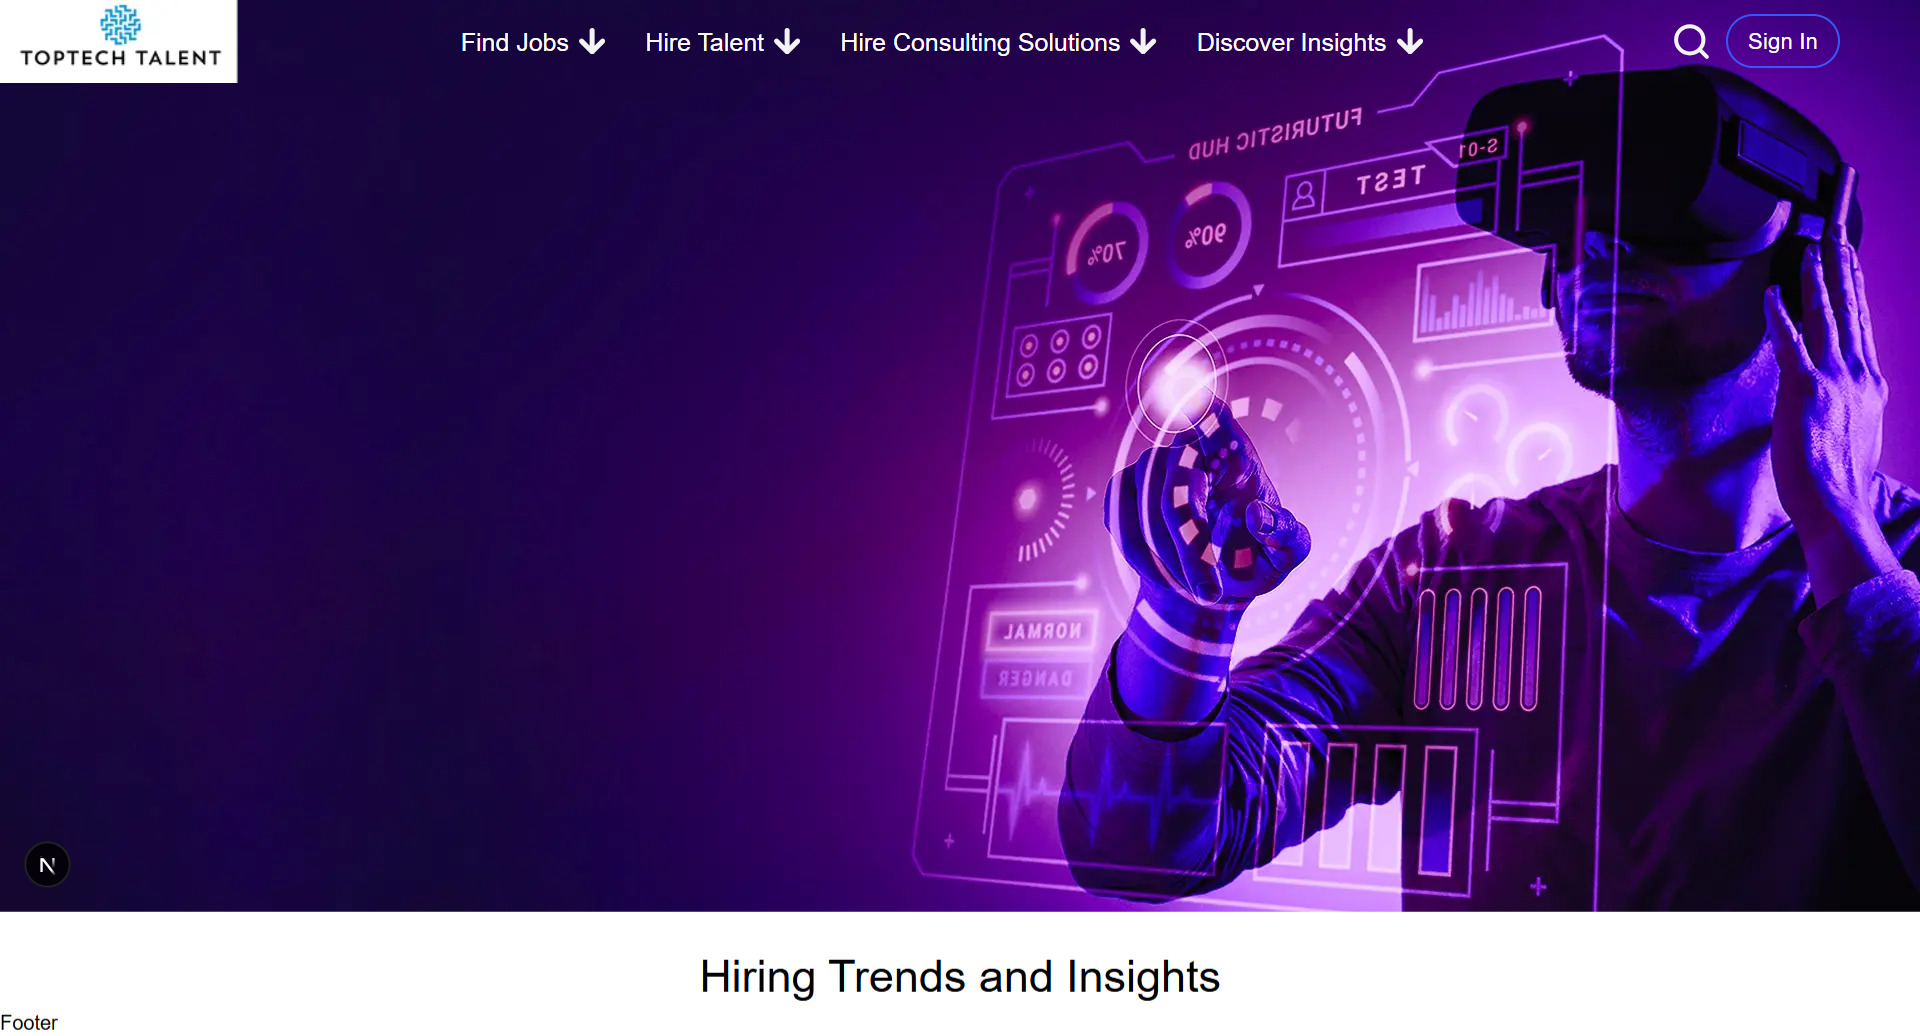 TOPTECH TALENT
Find Jobs
Hire Talent
Hire Consulting Solutions
Discover Insights
Sign In
FUTURISTIC HUD
S-01
TEST
70%
90%
NORMAL
DANGER
N
Hiring Trends and Insights
Footer